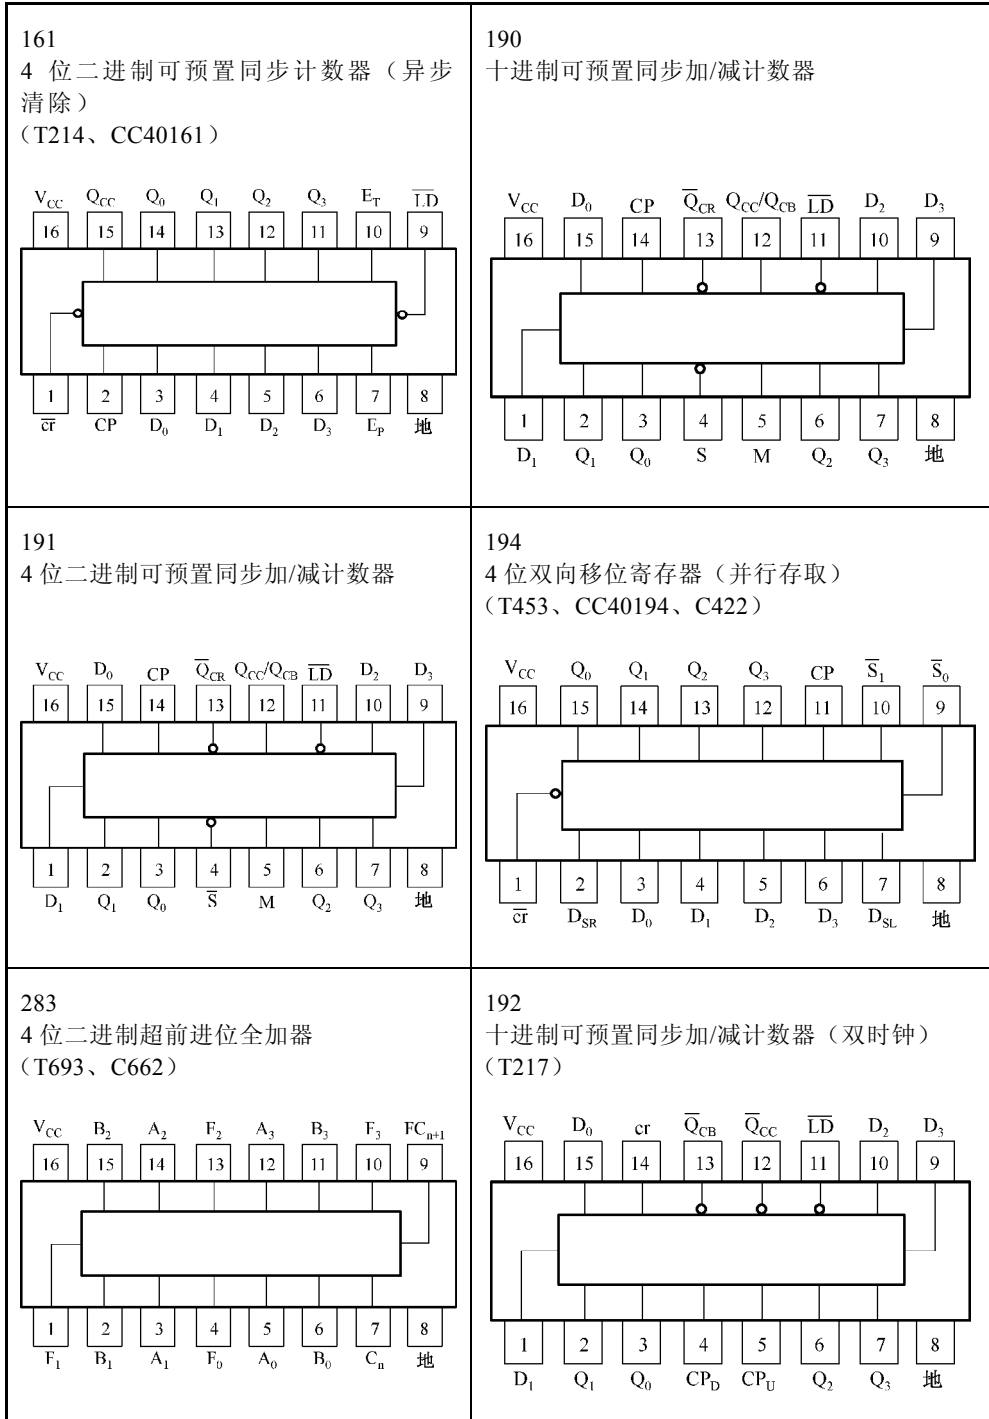 161
4 位二进制可预置同步计数器（异步
清除）
（T214、CC40161）
V_CC Q_CC Q_0 Q_1 Q_2 Q_3 E_T L̅D̅
16 15 14 13 12 11 10 9
1 2 3 4 5 6 7 8
c̅r̅ CP D_0 D_1 D_2 D_3 E_P 地
190
十进制可预置同步加/减计数器
V_CC D_0 CP Q̅_CR Q_CC/Q_CB L̅D̅ D_2 D_3
16 15 14 13 12 11 10 9
1 2 3 4 5 6 7 8
D_1 Q_1 Q_0 S M Q_2 Q_3 地
191
4 位二进制可预置同步加/减计数器
V_CC D_0 CP Q̅_CR Q_CC/Q_CB L̅D̅ D_2 D_3
16 15 14 13 12 11 10 9
1 2 3 4 5 6 7 8
D_1 Q_1 Q_0 S̅ M Q_2 Q_3 地
194
4 位双向移位寄存器（并行存取）
（T453、CC40194、C422）
V_CC Q_0 Q_1 Q_2 Q_3 CP S̅_1 S̅_0
16 15 14 13 12 11 10 9
1 2 3 4 5 6 7 8
c̅r̅ D_SR D_0 D_1 D_2 D_3 D_SL 地
283
4 位二进制超前进位全加器
（T693、C662）
V_CC B_2 A_2 F_2 A_3 B_3 F_3 FC_n+1
16 15 14 13 12 11 10 9
1 2 3 4 5 6 7 8
F_1 B_1 A_1 F_0 A_0 B_0 C_n 地
192
十进制可预置同步加/减计数器（双时钟）
（T217）
V_CC D_0 cr Q̅_CB Q̅_CC L̅D̅ D_2 D_3
16 15 14 13 12 11 10 9
1 2 3 4 5 6 7 8
D_1 Q_1 Q_0 CP_D CP_U Q_2 Q_3 地